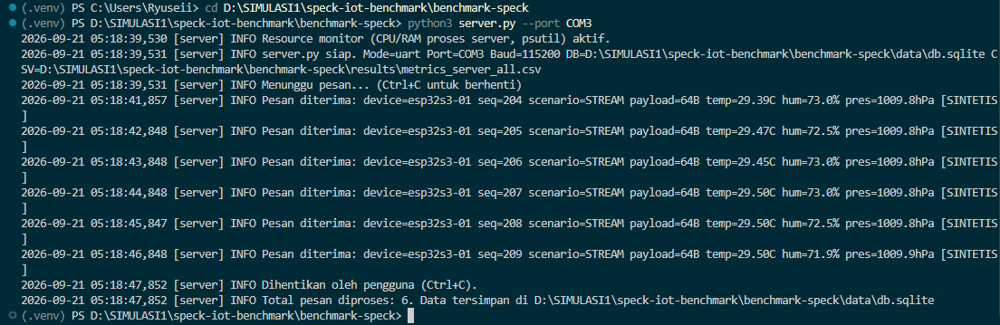 (.venv) PS C:\Users\Ryuseii> cd D:\SIMULASI1\speck-iot-benchmark\benchmark-speck
(.venv) PS D:\SIMULASI1\speck-iot-benchmark\benchmark-speck> python3 server.py --port COM3
2026-09-21 05:18:39,530 [server] INFO Resource monitor (CPU/RAM proses server, psutil) aktif.
2026-09-21 05:18:39,531 [server] INFO server.py siap. Mode=uart Port=COM3 Baud=115200 DB=D:\SIMULASI1\speck-iot-benchmark\benchmark-speck\data\db.sqlite C
SV=D:\SIMULASI1\speck-iot-benchmark\benchmark-speck\results\metrics_server_all.csv
2026-09-21 05:18:39,531 [server] INFO Menunggu pesan... (Ctrl+C untuk berhenti)
2026-09-21 05:18:41,857 [server] INFO Pesan diterima: device=esp32s3-01 seq=204 scenario=STREAM payload=64B temp=29.39C hum=73.0% pres=1009.8hPa [SINTETIS
]
2026-09-21 05:18:42,848 [server] INFO Pesan diterima: device=esp32s3-01 seq=205 scenario=STREAM payload=64B temp=29.47C hum=72.5% pres=1009.8hPa [SINTETIS
]
2026-09-21 05:18:43,848 [server] INFO Pesan diterima: device=esp32s3-01 seq=206 scenario=STREAM payload=64B temp=29.45C hum=73.0% pres=1009.8hPa [SINTETIS
]
2026-09-21 05:18:44,848 [server] INFO Pesan diterima: device=esp32s3-01 seq=207 scenario=STREAM payload=64B temp=29.50C hum=73.0% pres=1009.8hPa [SINTETIS
]
2026-09-21 05:18:45,847 [server] INFO Pesan diterima: device=esp32s3-01 seq=208 scenario=STREAM payload=64B temp=29.50C hum=72.5% pres=1009.8hPa [SINTETIS
]
2026-09-21 05:18:46,848 [server] INFO Pesan diterima: device=esp32s3-01 seq=209 scenario=STREAM payload=64B temp=29.50C hum=71.9% pres=1009.9hPa [SINTETIS
]
2026-09-21 05:18:47,852 [server] INFO Dihentikan oleh pengguna (Ctrl+C).
2026-09-21 05:18:47,852 [server] INFO Total pesan diproses: 6. Data tersimpan di D:\SIMULASI1\speck-iot-benchmark\benchmark-speck\data\db.sqlite
(.venv) PS D:\SIMULASI1\speck-iot-benchmark\benchmark-speck>